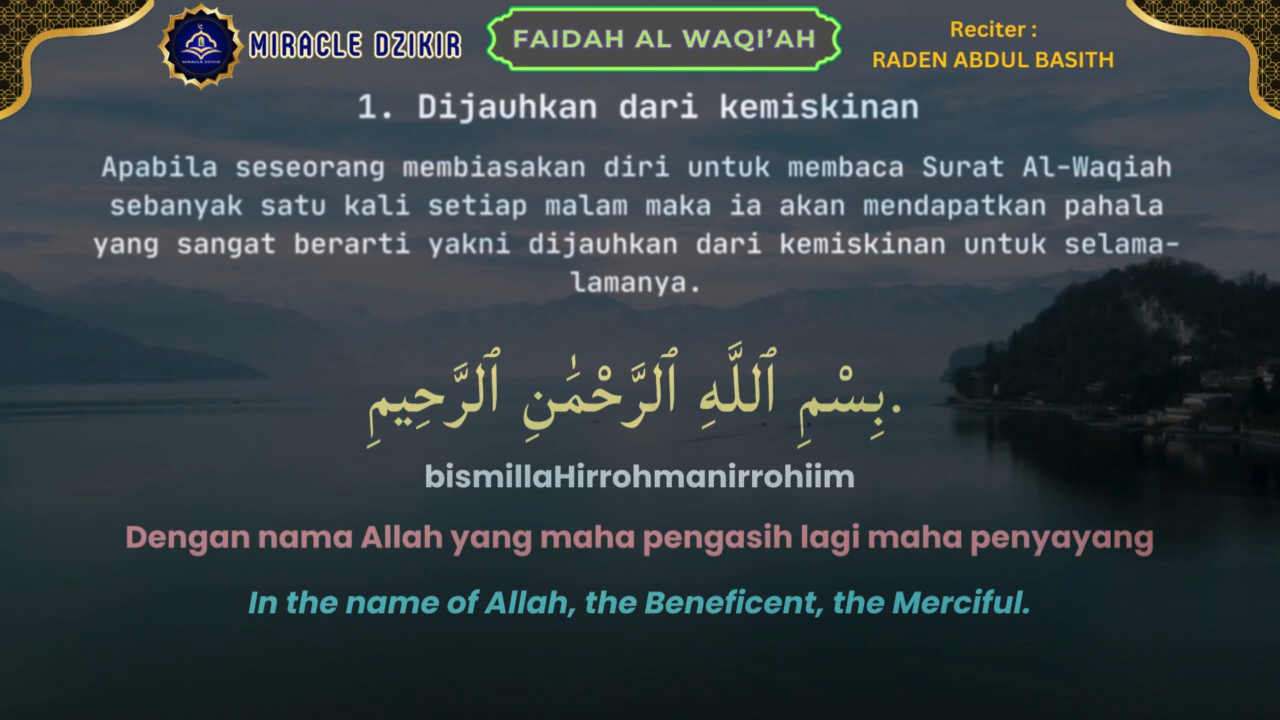 MIRACLE DZIKIR
FAIDAH AL WAQI’AH
Reciter :
RADEN ABDUL BASITH
1. Dijauhkan dari kemiskinan
Apabila seseorang membiasakan diri untuk membaca Surat Al-Waqiah
sebanyak satu kali setiap malam maka ia akan mendapatkan pahala
yang sangat berarti yakni dijauhkan dari kemiskinan untuk selama-
lamanya.
بِسْمِ ٱللَّهِ ٱلرَّحْمَٰنِ ٱلرَّحِيمِ.
bismillaHirrohmanirrohiim
Dengan nama Allah yang maha pengasih lagi maha penyayang
In the name of Allah, the Beneficent, the Merciful.